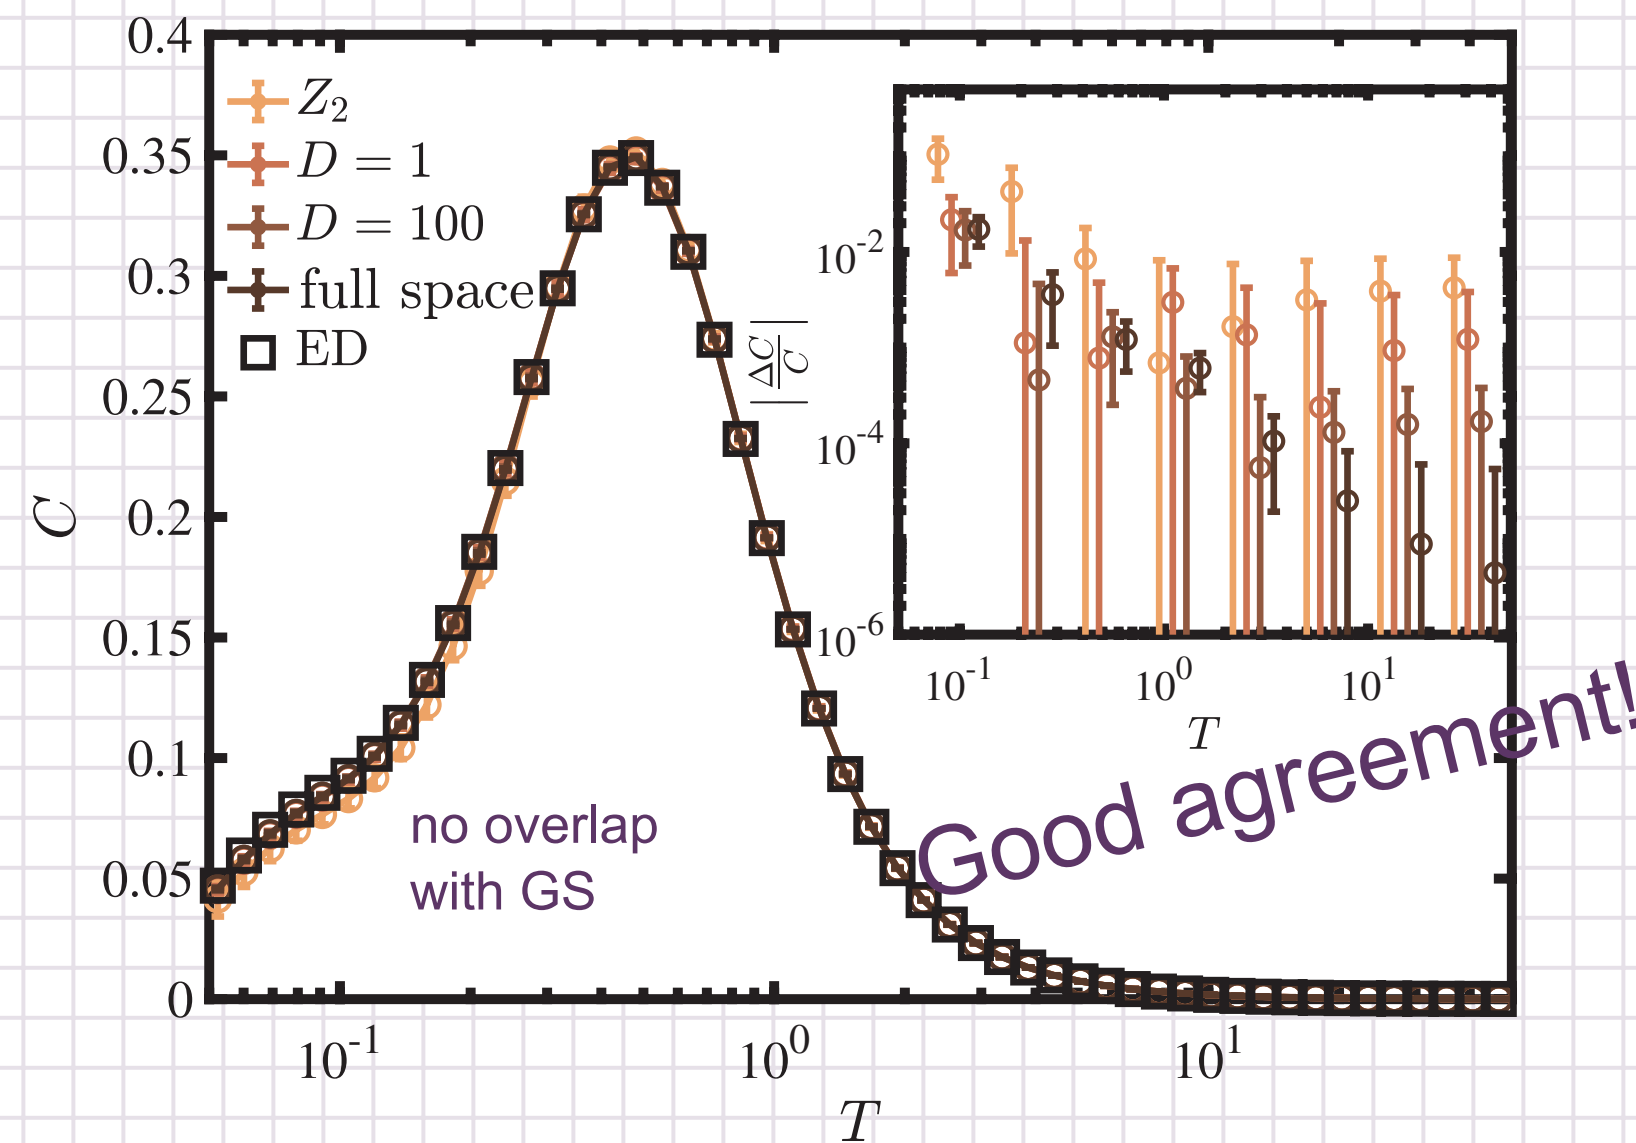 0.4
0.35
0.3
0.25
0.2
0.15
0.1
0.05
0
C
Z₂
D = 1
D = 100
full space
ED
|ΔC/C|
10⁻²
10⁻⁴
10⁻⁶
10⁻¹
10⁰
10¹
T
no overlap
with GS
Good agreement!
10⁻¹
10⁰
10¹
T